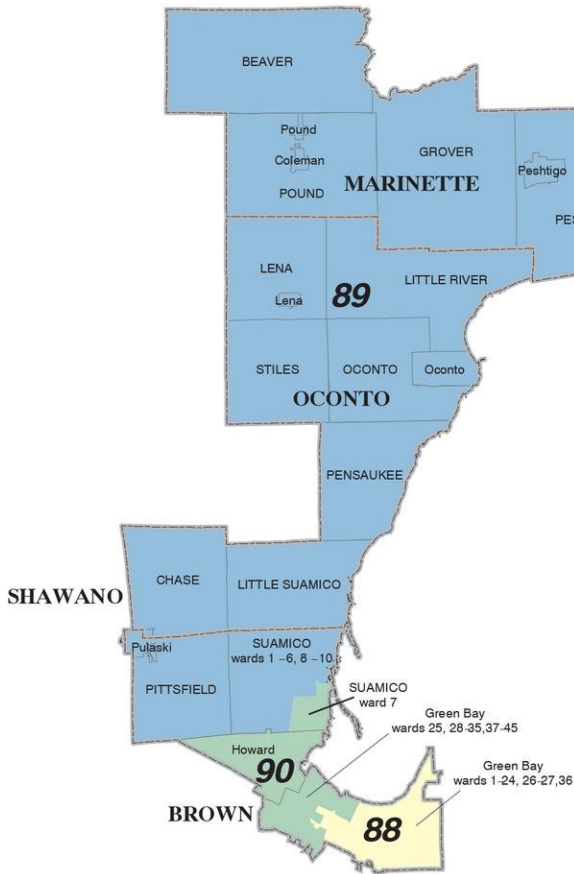 BEAVER
Pound
Coleman
POUND
GROVER
MARINETTE
Peshtigo
PES
LENA
Lena
89
LITTLE RIVER
STILES
OCONTO
Oconto
OCONTO
PENSAUKEE
CHASE
LITTLE SUAMICO
SHAWANO
Pulaski
SUAMICO
wards 1 –6, 8 –10
PITTSFIELD
SUAMICO
ward 7
Green Bay
wards 25, 28-35,37-45
Howard
90
Green Bay
wards 1-24, 26-27,36
BROWN
88